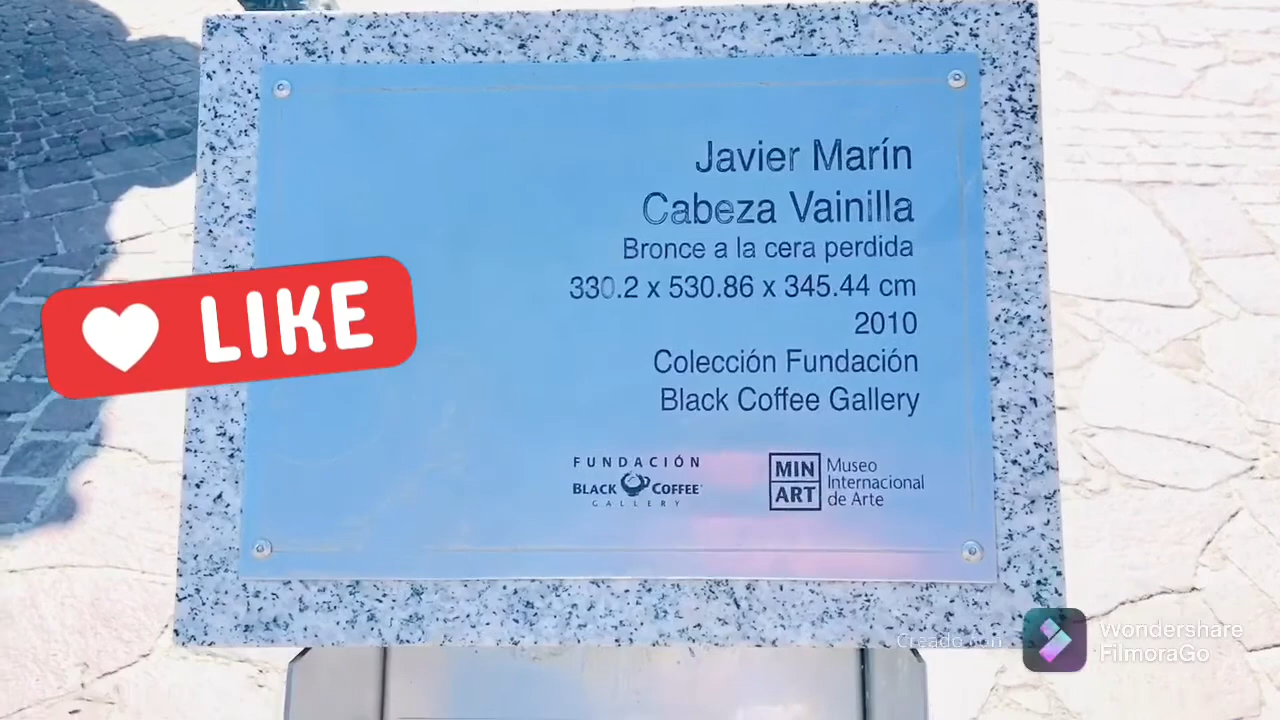 Javier Marín
Cabeza Vainilla
Bronce a la cera perdida
330.2 x 530.86 x 345.44 cm
2010
Colección Fundación
Black Coffee Gallery
FUNDACIÓN
BLACK COFFEE
GALLERY
MIN
ART
Museo
Internacional
de Arte
LIKE
Creado con
Wondershare
FilmoraGo